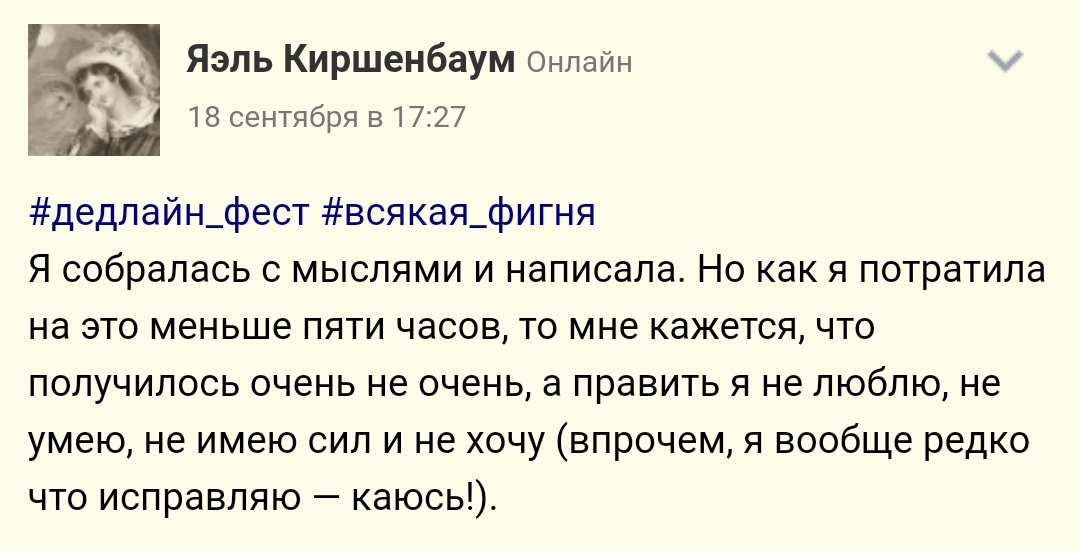 Яэль Киршенбаум Онлайн
18 сентября в 17:27
#дедлайн_фест #всякая_фигня
Я собралась с мыслями и написала. Но как я потратила
на это меньше пяти часов, то мне кажется, что
получилось очень не очень, а править я не люблю, не
умею, не имею сил и не хочу (впрочем, я вообще редко
что исправляю — каюсь!).